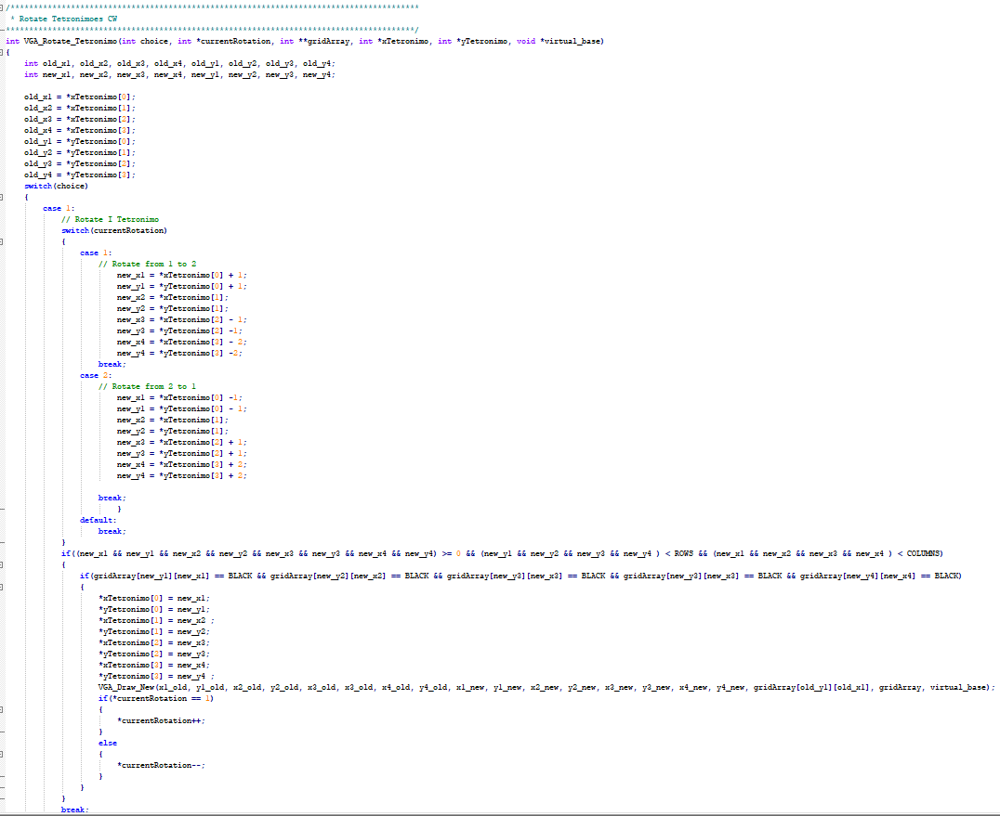 /****************************************************************************************
* Rotate Tetronimoes CW
****************************************************************************************/
int VGA_Rotate_Tetronimo(int choice, int *currentRotation, int **gridArray, int *xTetronimo, int *yTetronimo, void *virtual_base)
{
int old_x1, old_x2, old_x3, old_x4, old_y1, old_y2, old_y3, old_y4;
int new_x1, new_x2, new_x3, new_x4, new_y1, new_y2, new_y3, new_y4;
old_x1 = *xTetronimo[0];
old_x2 = *xTetronimo[1];
old_x3 = *xTetronimo[2];
old_x4 = *xTetronimo[3];
old_y1 = *yTetronimo[0];
old_y2 = *yTetronimo[1];
old_y3 = *yTetronimo[2];
old_y4 = *yTetronimo[3];
switch(choice)
{
case 1:
// Rotate I Tetronimo
switch(currentRotation)
{
case 1:
// Rotate from 1 to 2
new_x1 = *xTetronimo[0] + 1;
new_y1 = *yTetronimo[0] + 1;
new_x2 = *xTetronimo[1];
new_y2 = *yTetronimo[1];
new_x3 = *xTetronimo[2] - 1;
new_y3 = *yTetronimo[2] -1;
new_x4 = *xTetronimo[3] - 2;
new_y4 = *yTetronimo[3] -2;
break;
case 2:
// Rotate from 2 to 1
new_x1 = *xTetronimo[0] -1;
new_y1 = *yTetronimo[0] - 1;
new_x2 = *xTetronimo[1];
new_y2 = *yTetronimo[1];
new_x3 = *xTetronimo[2] + 1;
new_y3 = *yTetronimo[2] + 1;
new_x4 = *xTetronimo[3] + 2;
new_y4 = *yTetronimo[3] + 2;
break;
}
default:
break;
}
if((new_x1 && new_y1 && new_x2 && new_y2 && new_x3 && new_y3 && new_x4 && new_y4) >= 0 && (new_y1 && new_y2 && new_y3 && new_y4 ) < ROWS && (new_x1 && new_x2 && new_x3 && new_x4 ) < COLUMNS)
{
if(gridArray[new_y1][new_x1] == BLACK && gridArray[new_y2][new_x2] == BLACK && gridArray[new_y3][new_x3] == BLACK && gridArray[new_y3][new_x3] == BLACK && gridArray[new_y4][new_x4] == BLACK)
{
*xTetronimo[0] = new_x1;
*yTetronimo[0] = new_y1;
*xTetronimo[1] = new_x2 ;
*yTetronimo[1] = new_y2;
*xTetronimo[2] = new_x3;
*yTetronimo[2] = new_y3;
*xTetronimo[3] = new_x4;
*yTetronimo[3] = new_y4 ;
VGA_Draw_New(x1_old, y1_old, x2_old, y2_old, x3_old, x3_old, x4_old, y4_old, x1_new, y1_new, x2_new, y2_new, x3_new, y3_new, x4_new, y4_new, gridArray[old_y1][old_x1], gridArray, virtual_base);
if(*currentRotation == 1)
{
*currentRotation++;
}
else
{
*currentRotation--;
}
}
}
break;